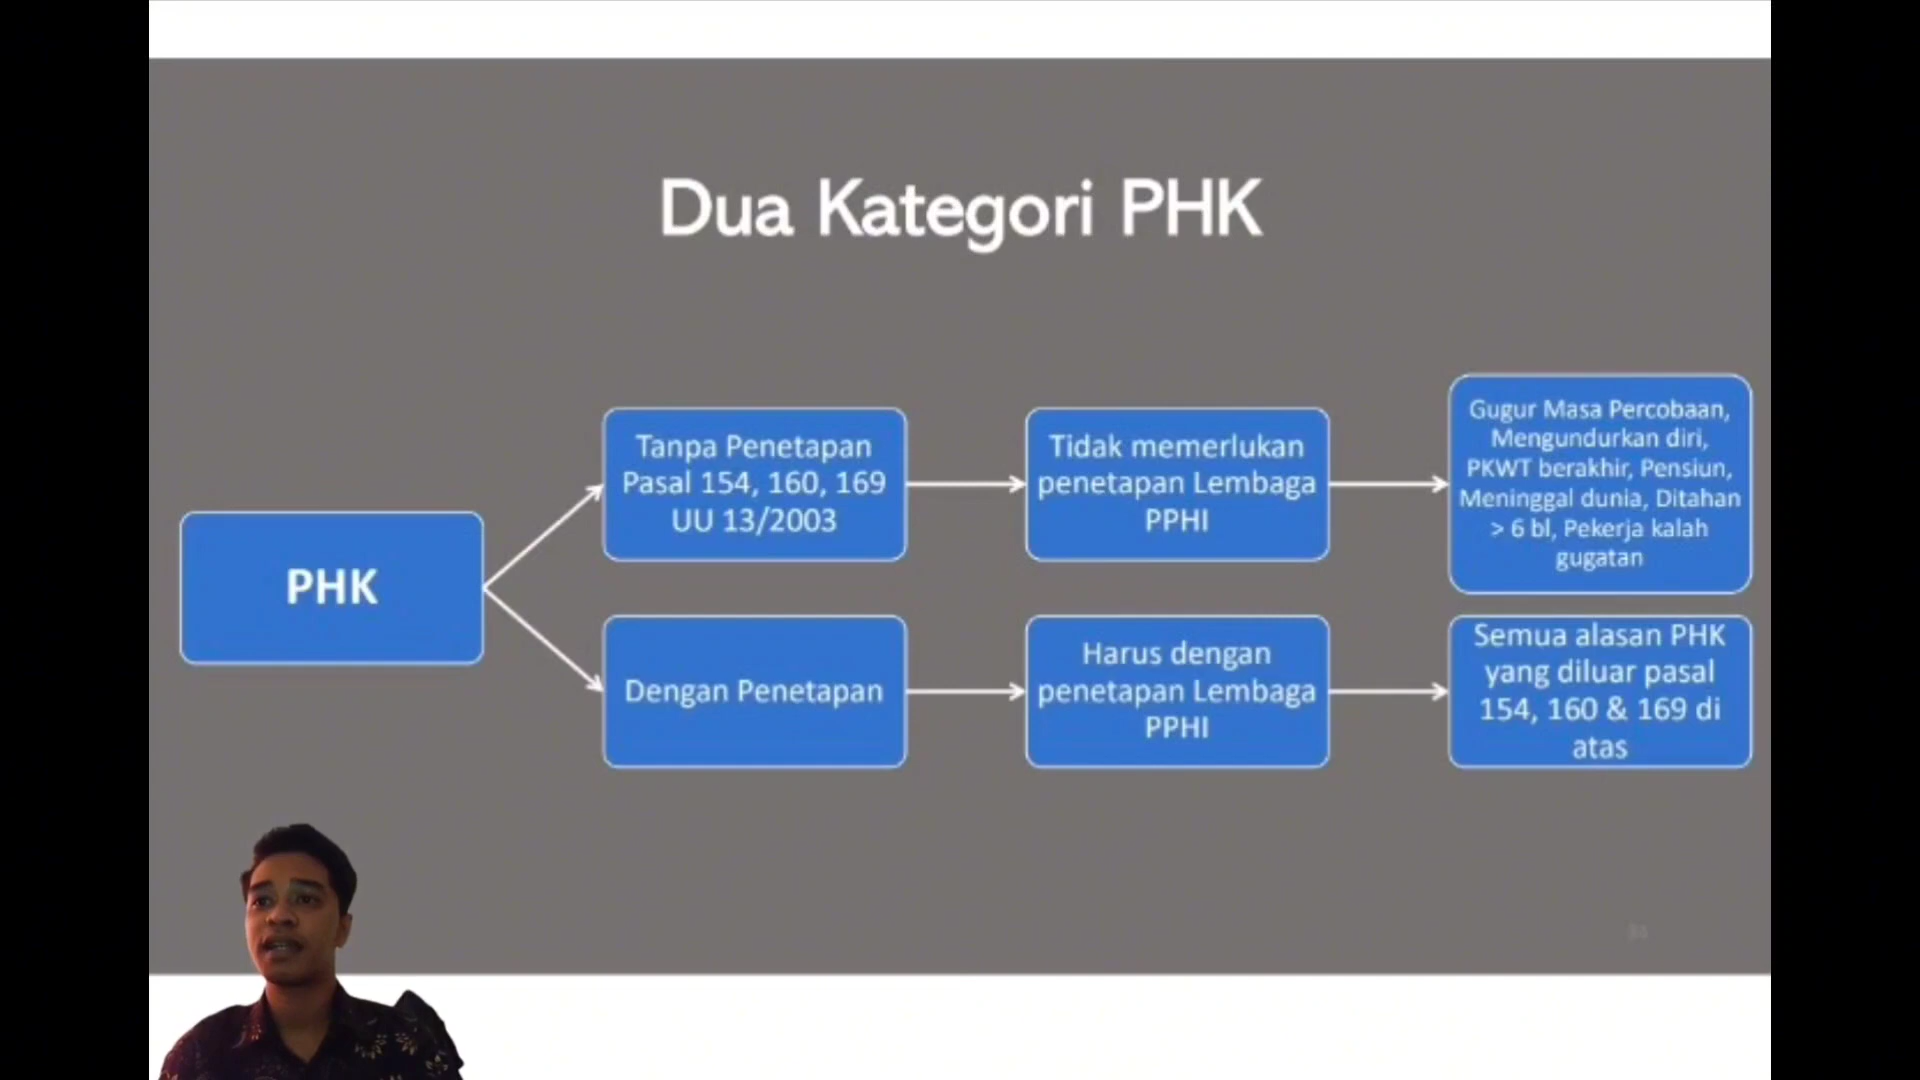 Dua Kategori PHK
PHK
Tanpa Penetapan
Pasal 154, 160, 169
UU 13/2003
Tidak memerlukan
penetapan Lembaga
PPHI
Gugur Masa Percobaan,
Mengundurkan diri,
PKWT berakhir, Pensiun,
Meninggal dunia, Ditahan
> 6 bl, Pekerja kalah
gugatan
Dengan Penetapan
Harus dengan
penetapan Lembaga
PPHI
Semua alasan PHK
yang diluar pasal
154, 160 & 169 di
atas